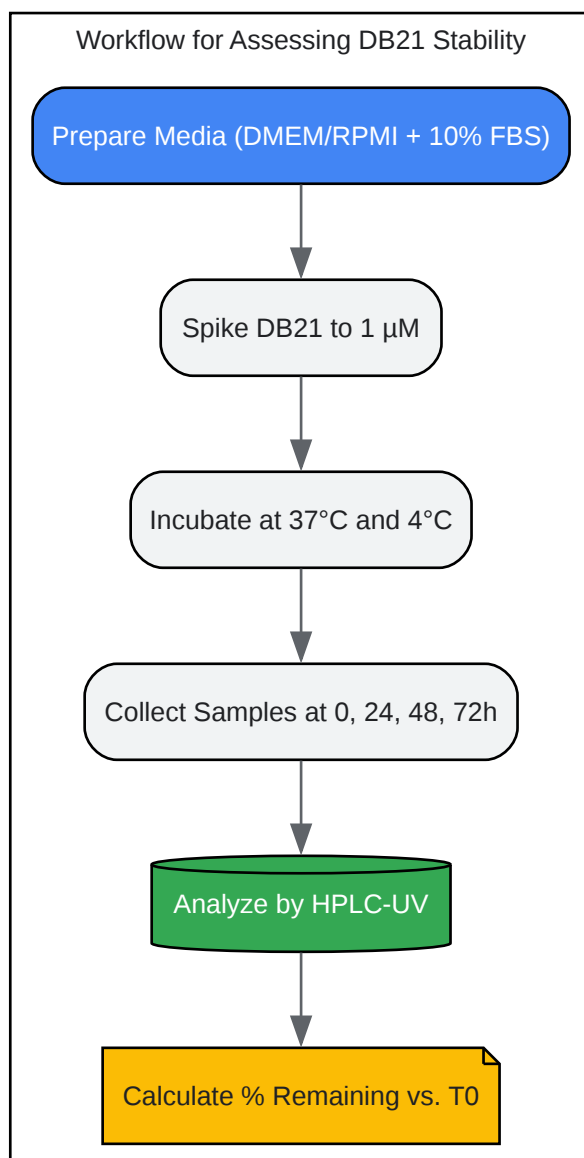 Workflow for Assessing DB21 Stability
Prepare Media (DMEM/RPMI + 10% FBS)
Spike DB21 to 1 µM
Incubate at 37°C and 4°C
Collect Samples at 0, 24, 48, 72h
Analyze by HPLC-UV
Calculate % Remaining vs. T0